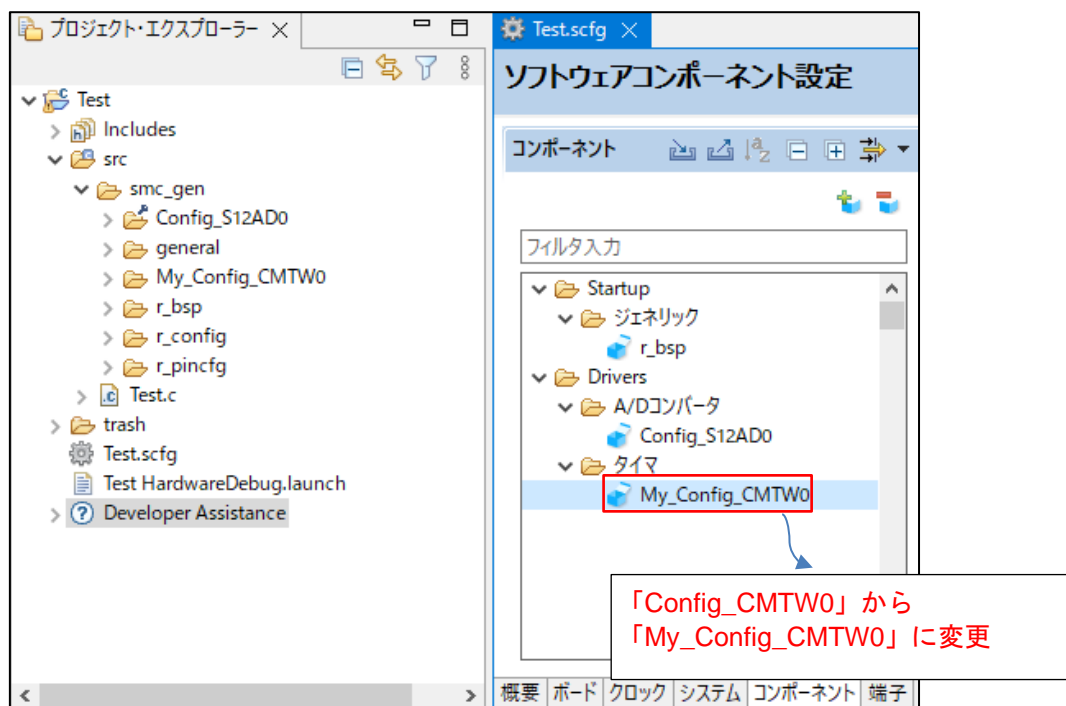 プロジェクト・エクスプローラー
Test
Includes
src
smc_gen
Config_S12AD0
general
My_Config_CMTW0
r_bsp
r_config
r_pincfg
Test.c
trash
Test.scfg
Test HardwareDebug.launch
Developer Assistance
Test.scfg
ソフトウェアコンポーネント設定
コンポーネント
フィルタ入力
Startup
ジェネリック
r_bsp
Drivers
A/Dコンバータ
Config_S12AD0
タイマ
My_Config_CMTW0
「Config_CMTW0」から
「My_Config_CMTW0」に変更
概要 ボード クロック システム コンポーネント 端子